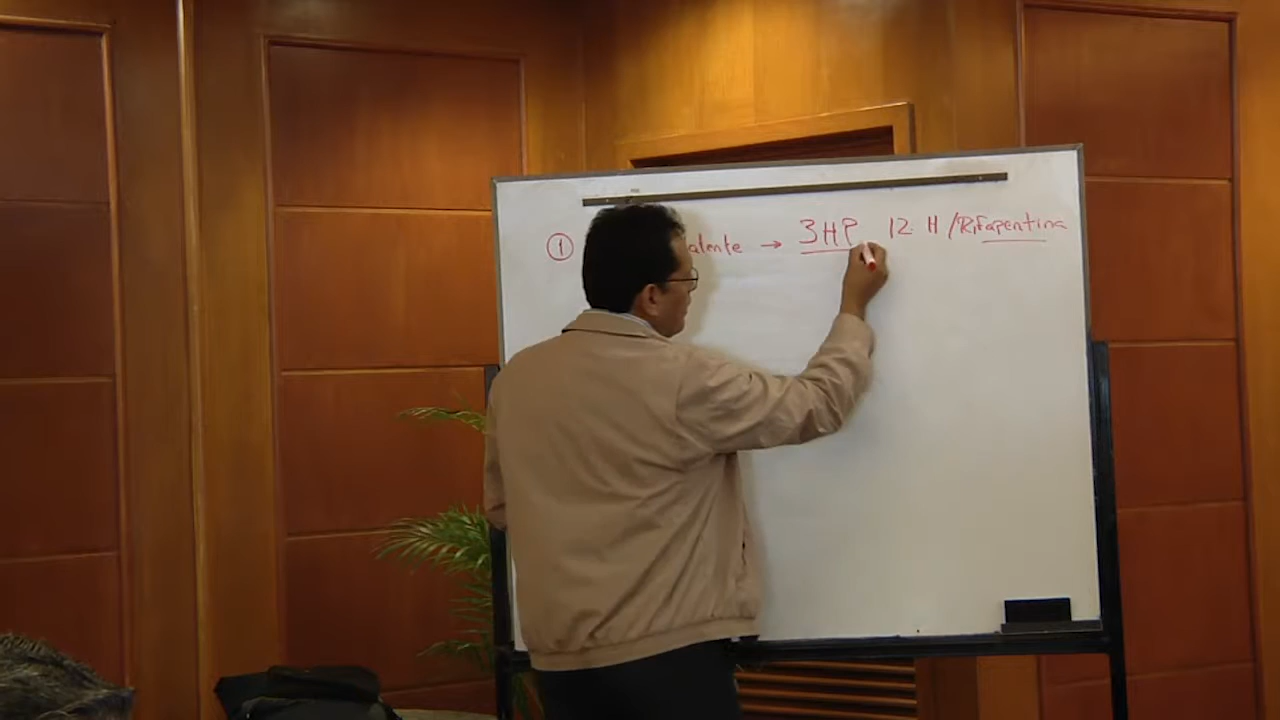 ① alente → 3HP 12. H / Rifapentina